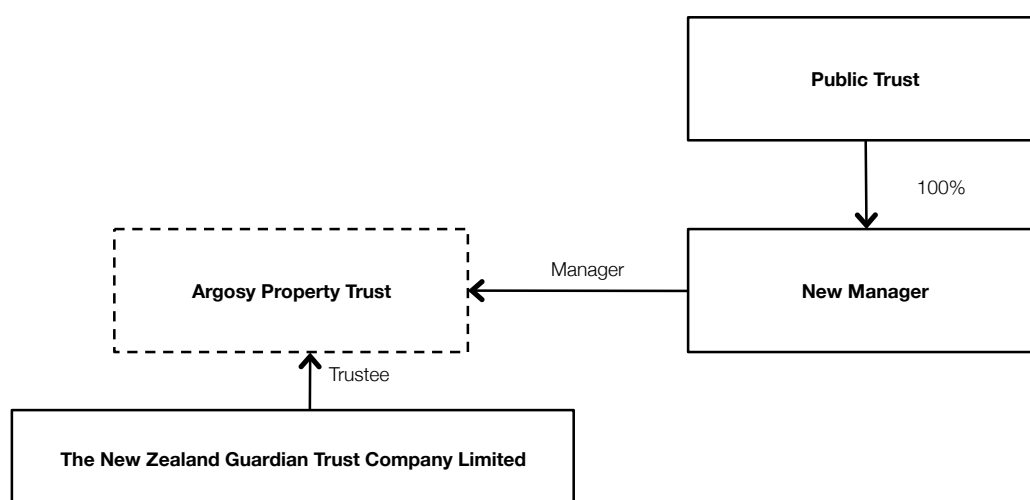 Public Trust
100%
Manager
Argosy Property Trust
New Manager
Trustee
The New Zealand Guardian Trust Company Limited